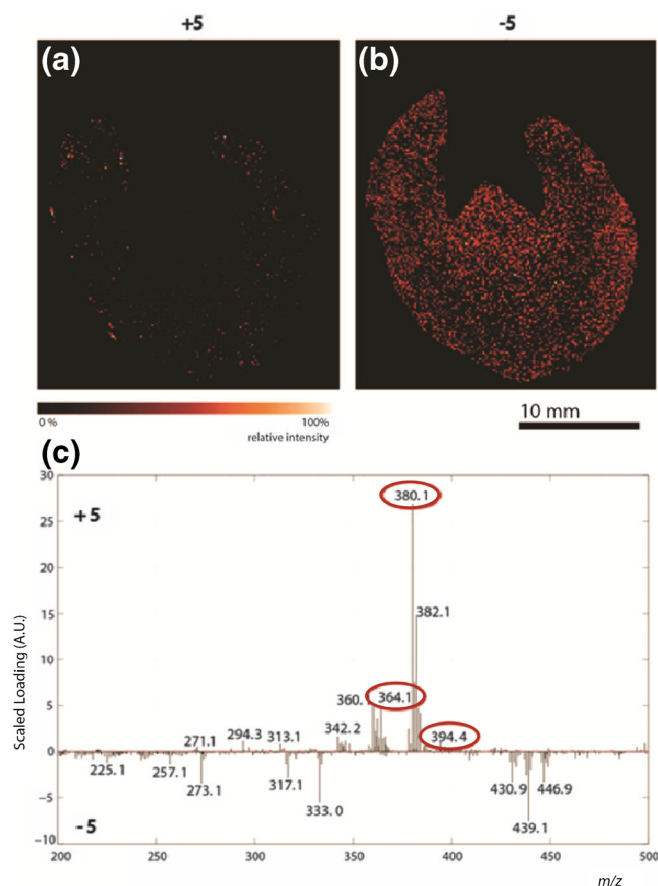 +5 -5
(a) (b)
0 % 100%
relative intensity
10 mm
(c)
30
+5
380.1
25
20
382.1
15
Scaled Loading (A.U.)
10
360. 364.1
5
271.1 294.3 313.1 342.2 394.4
0
225.1 257.1 273.1 317.1 333.0 430.9 446.9
-5
439.1
-5
-10
200 250 300 350 400 450 500
m/z